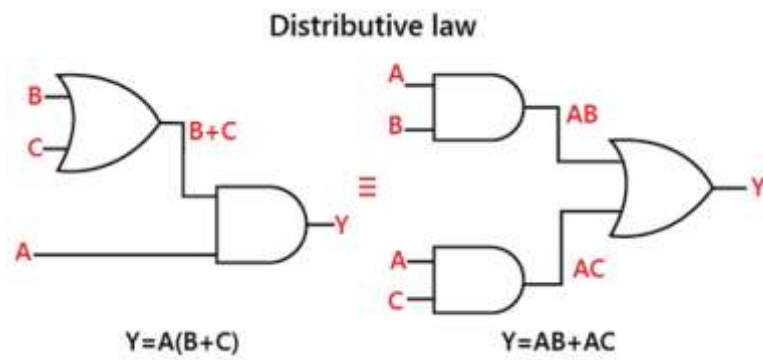 Distributive law
B
C
B+C
A
Y
≡
A
B
AB
A
C
AC
Y
Y=A(B+C)
Y=AB+AC